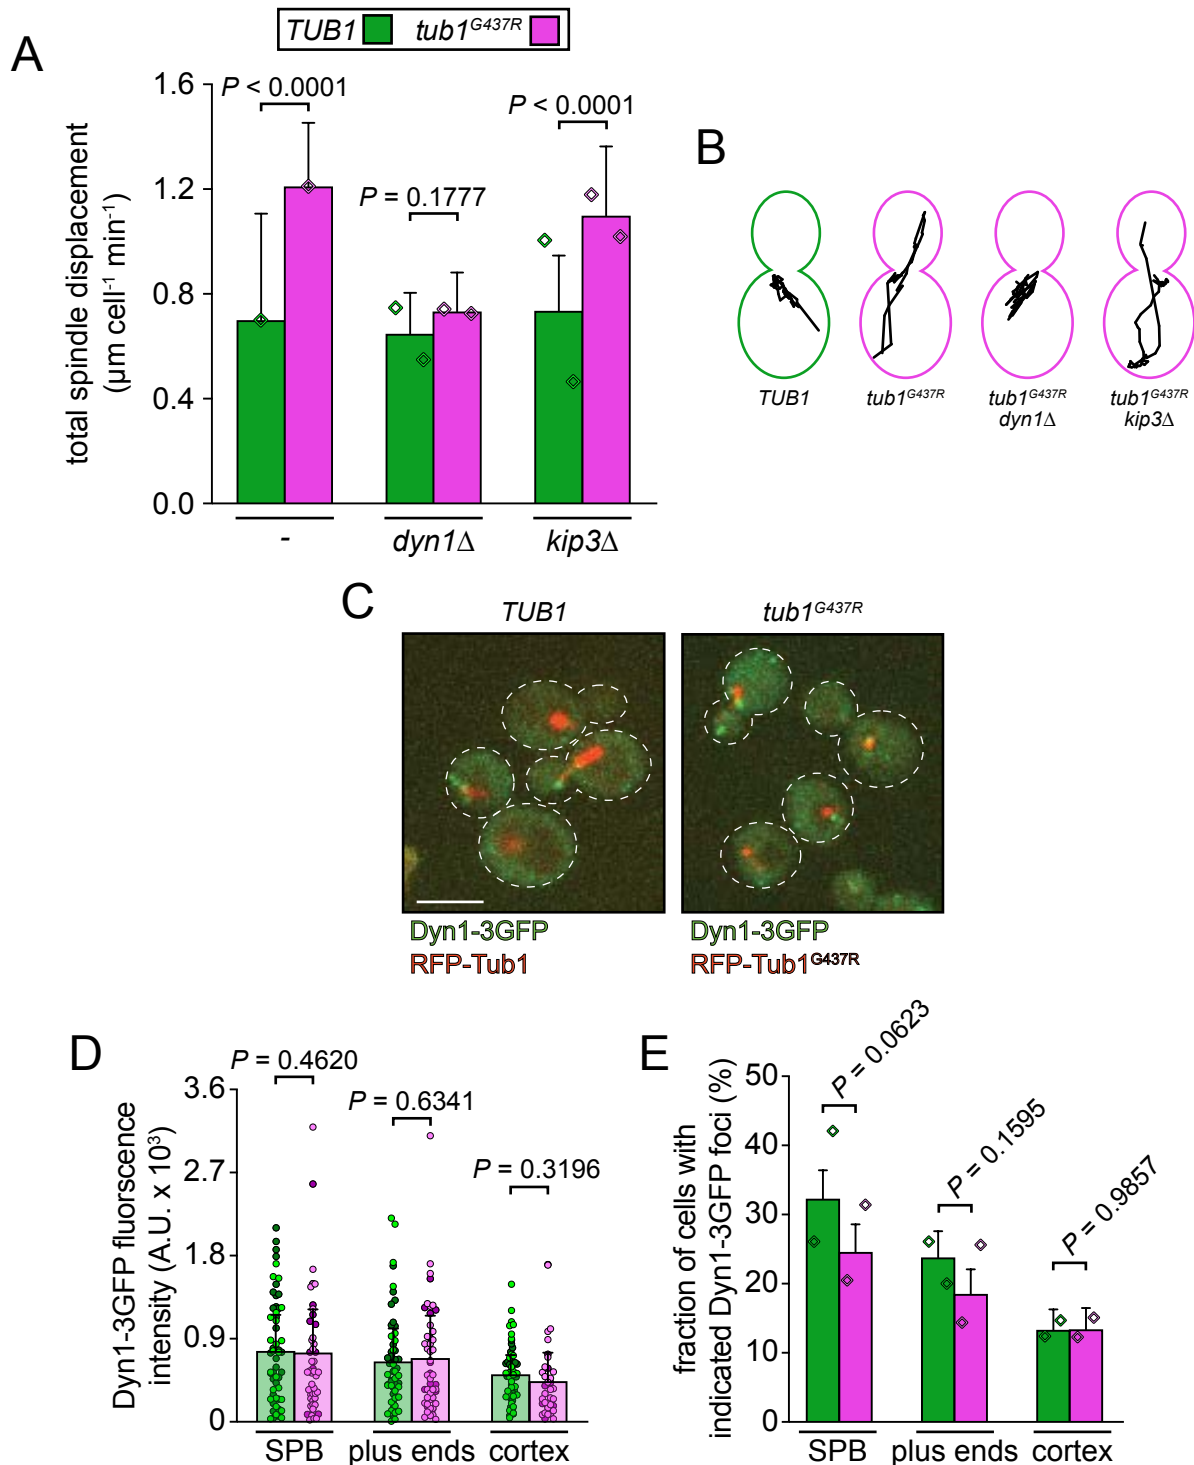 TUB1 tub1G437R
A
1.6
1.2
0.8
0.4
0.0
total spindle displacement
(µm cell-1 min-1)
P < 0.0001
P = 0.1777
P < 0.0001
-
dyn1Δ
kip3Δ
B
TUB1
tub1G437R
tub1G437R
dyn1Δ
tub1G437R
kip3Δ
C
TUB1
tub1G437R
Dyn1-3GFP
RFP-Tub1
Dyn1-3GFP
RFP-Tub1G437R
D
3.6
2.7
1.8
0.9
0
Dyn1-3GFP fluorscence
intensity (A.U. x 103)
P = 0.4620
P = 0.6341
P = 0.3196
SPB
plus ends
cortex
E
50
40
30
20
10
0
fraction of cells with
indicated Dyn1-3GFP foci (%)
P = 0.0623
P = 0.1595
P = 0.9857
SPB
plus ends
cortex